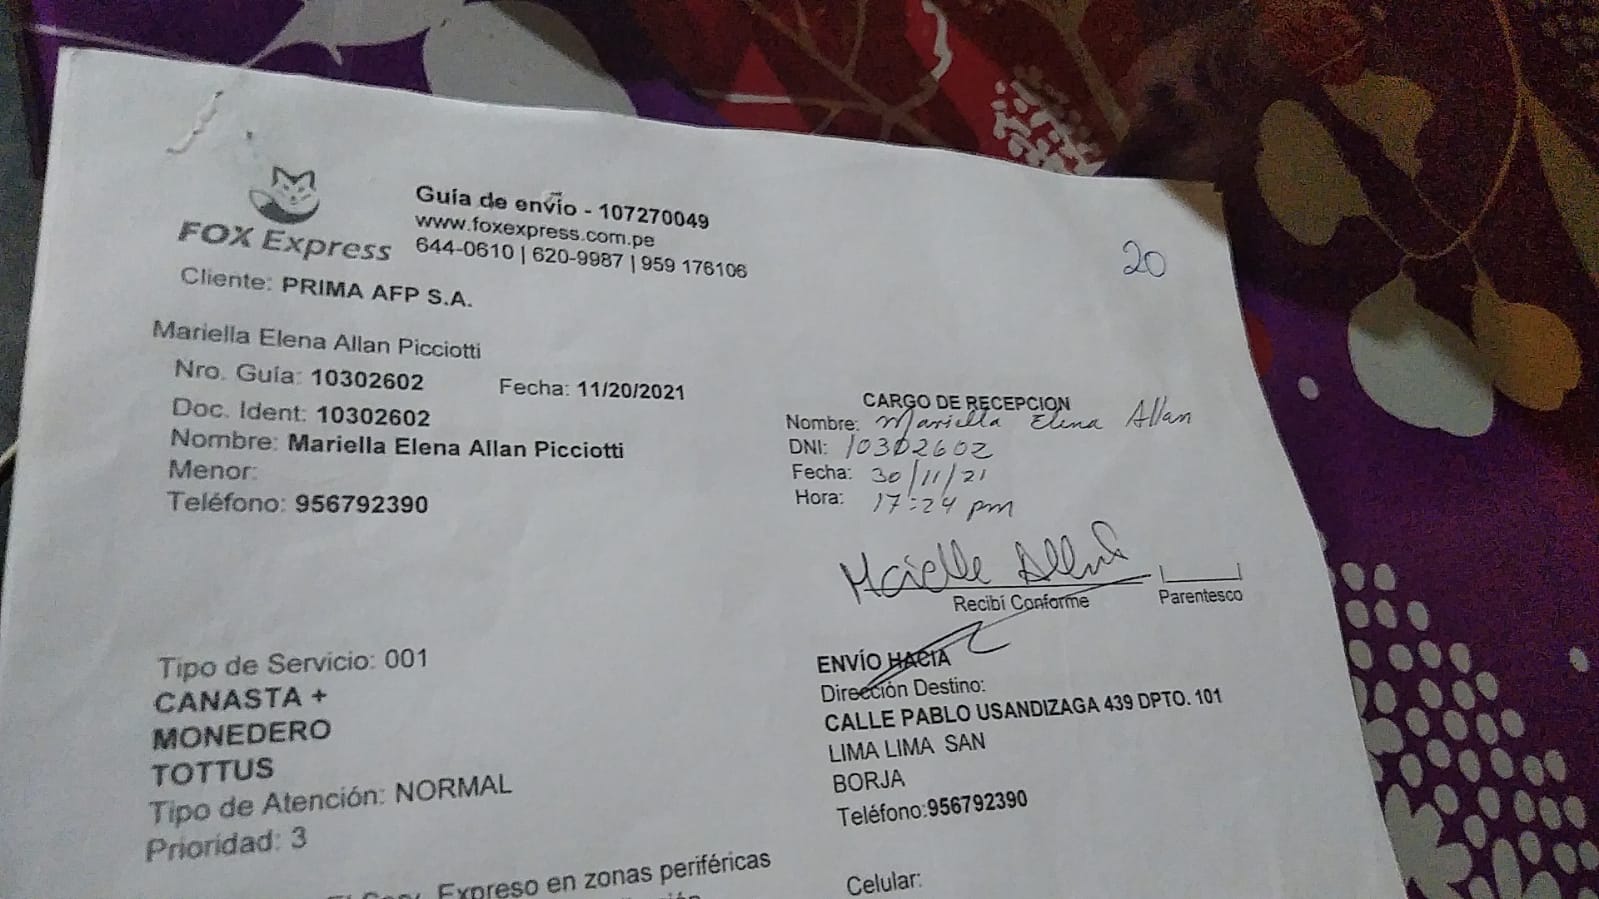 FOX Express
Guía de envío - 107270049
www.foxexpress.com.pe
644-0610 | 620-9987 | 959 176106
20
Cliente: PRIMA AFP S.A.
Mariella Elena Allan Picciotti
Nro. Guía: 10302602 Fecha: 11/20/2021
Doc. Ident: 10302602
Nombre: Mariella Elena Allan Picciotti
Menor:
Teléfono: 956792390
CARGO DE RECEPCION
Nombre: Mariella Elena Allan
DNI: 10302602
Fecha: 30/11/21
Hora: 17:24 pm
Recibí Conforme
Parentesco
Tipo de Servicio: 001
CANASTA +
MONEDERO
TOTTUS
Tipo de Atención: NORMAL
Prioridad: 3
Expreso en zonas periféricas
ENVÍO HACIA
Dirección Destino:
CALLE PABLO USANDIZAGA 439 DPTO. 101
LIMA LIMA SAN
BORJA
Teléfono:956792390
Celular: